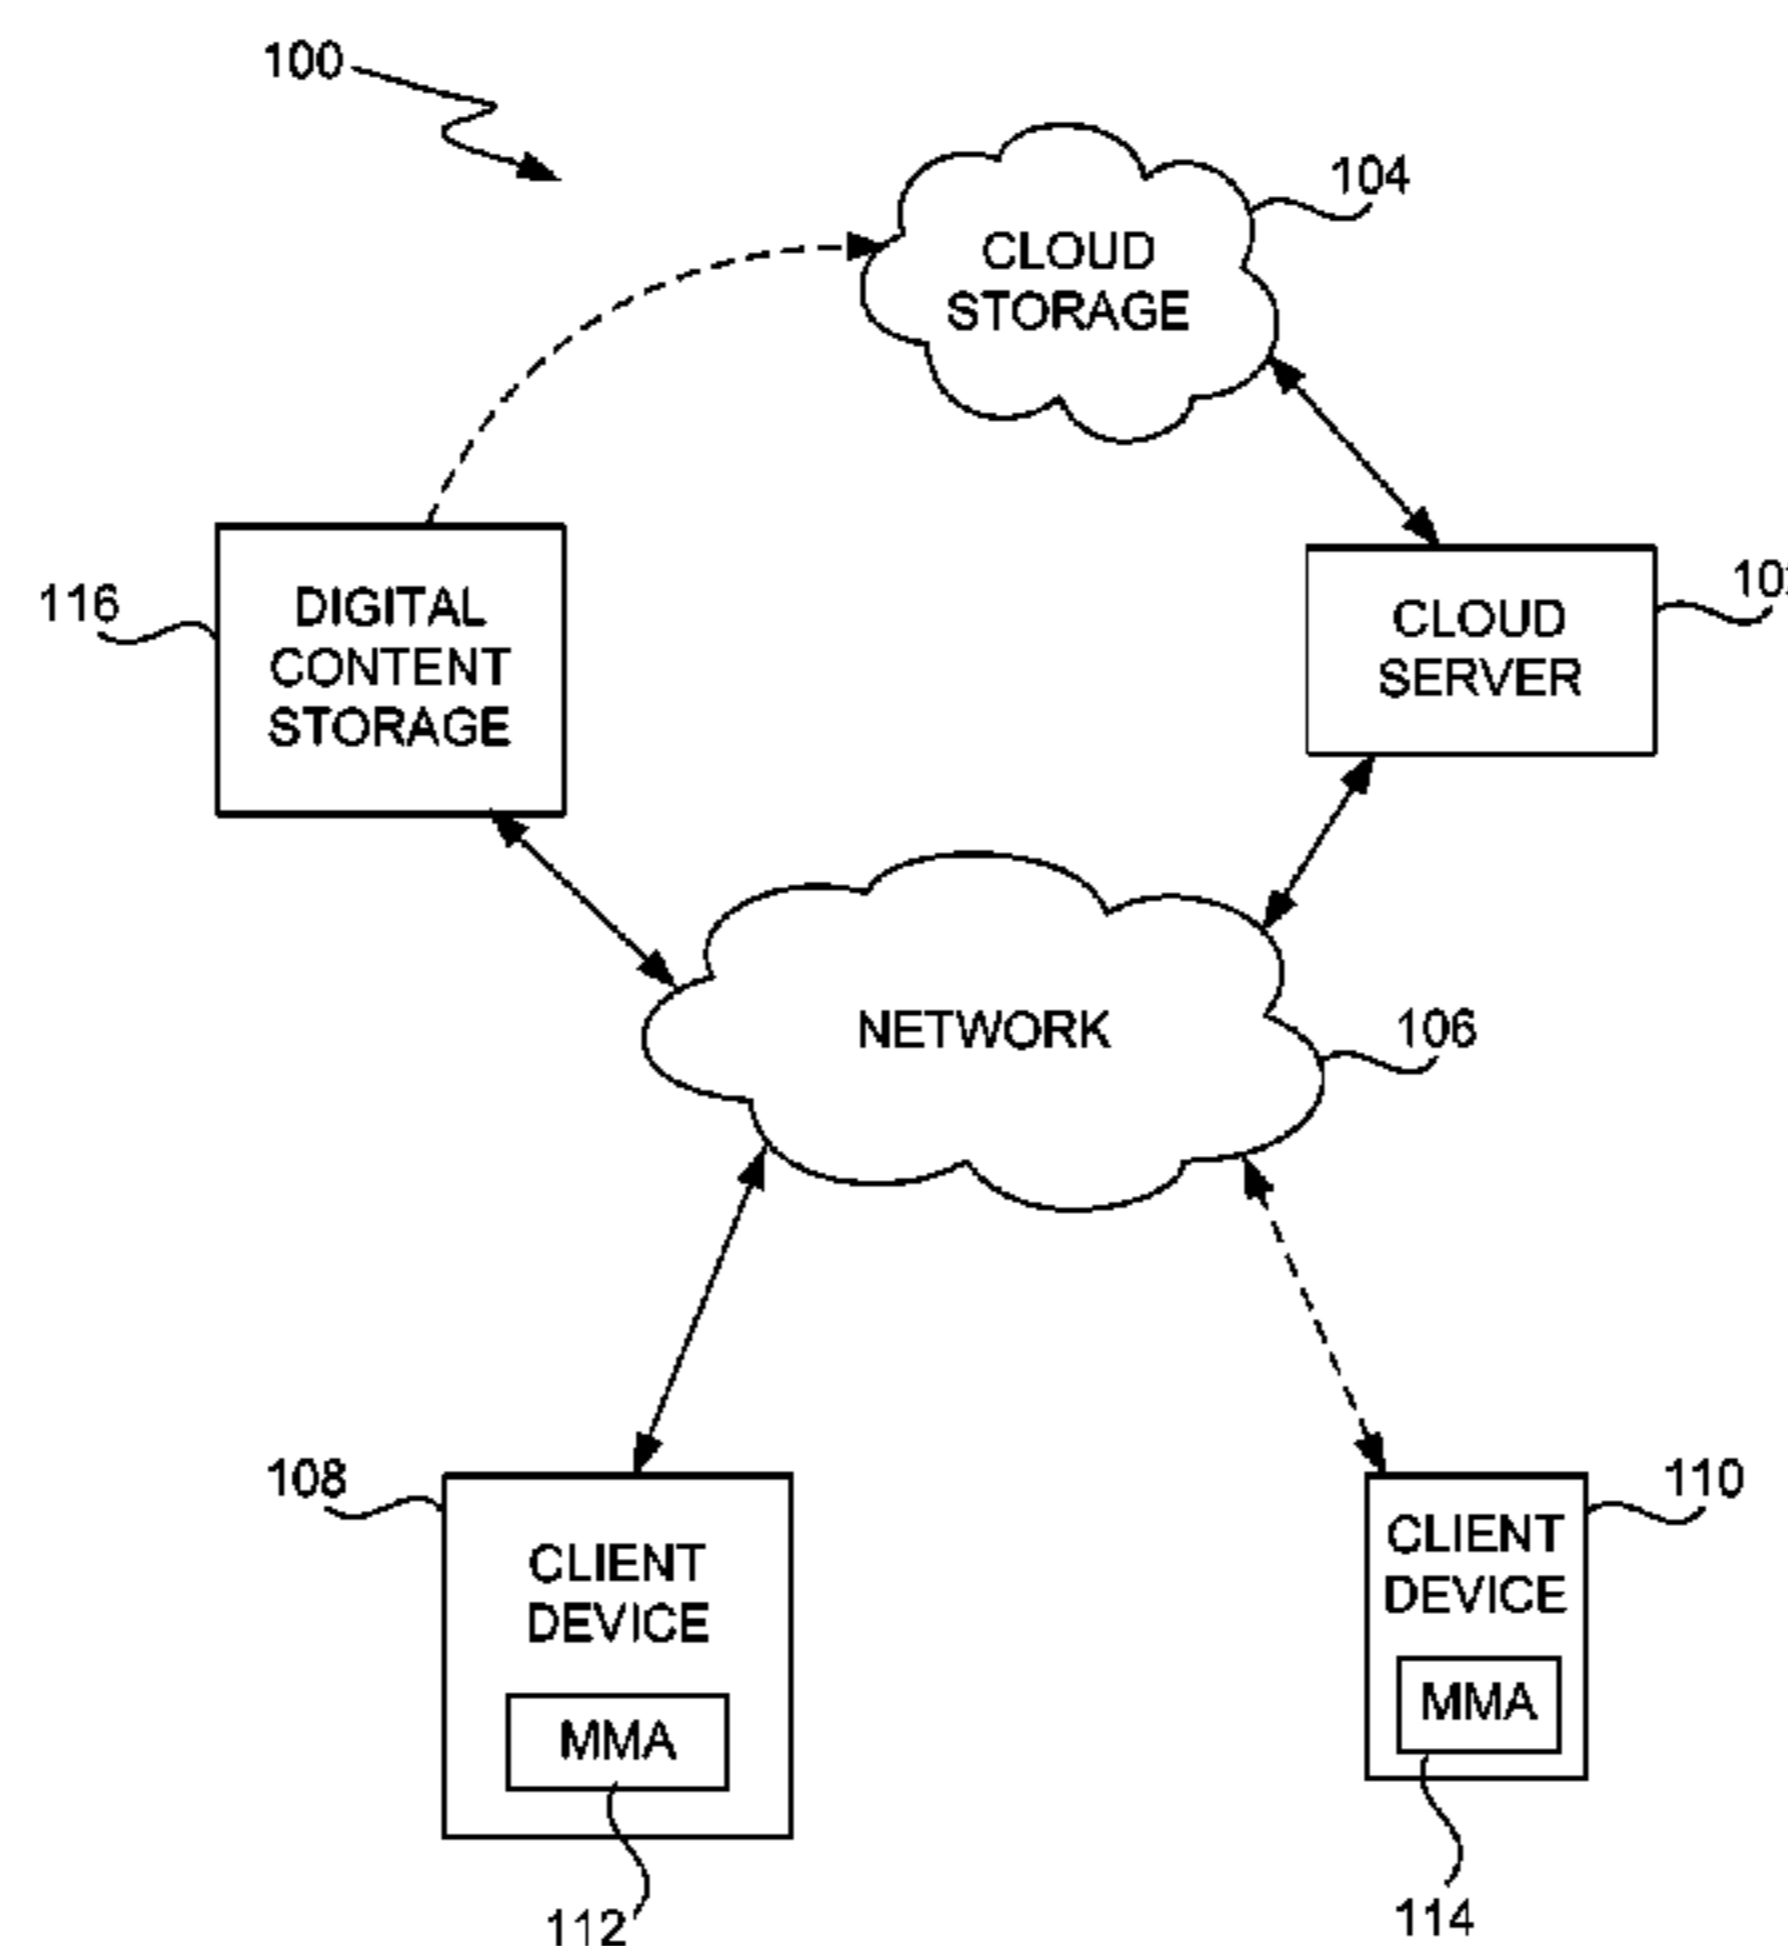 100
104
CLOUD
STORAGE
116
DIGITAL
CONTENT
STORAGE
CLOUD
SERVER
NETWORK
106
108
CLIENT
DEVICE
MMA
112
110
CLIENT
DEVICE
MMA
114